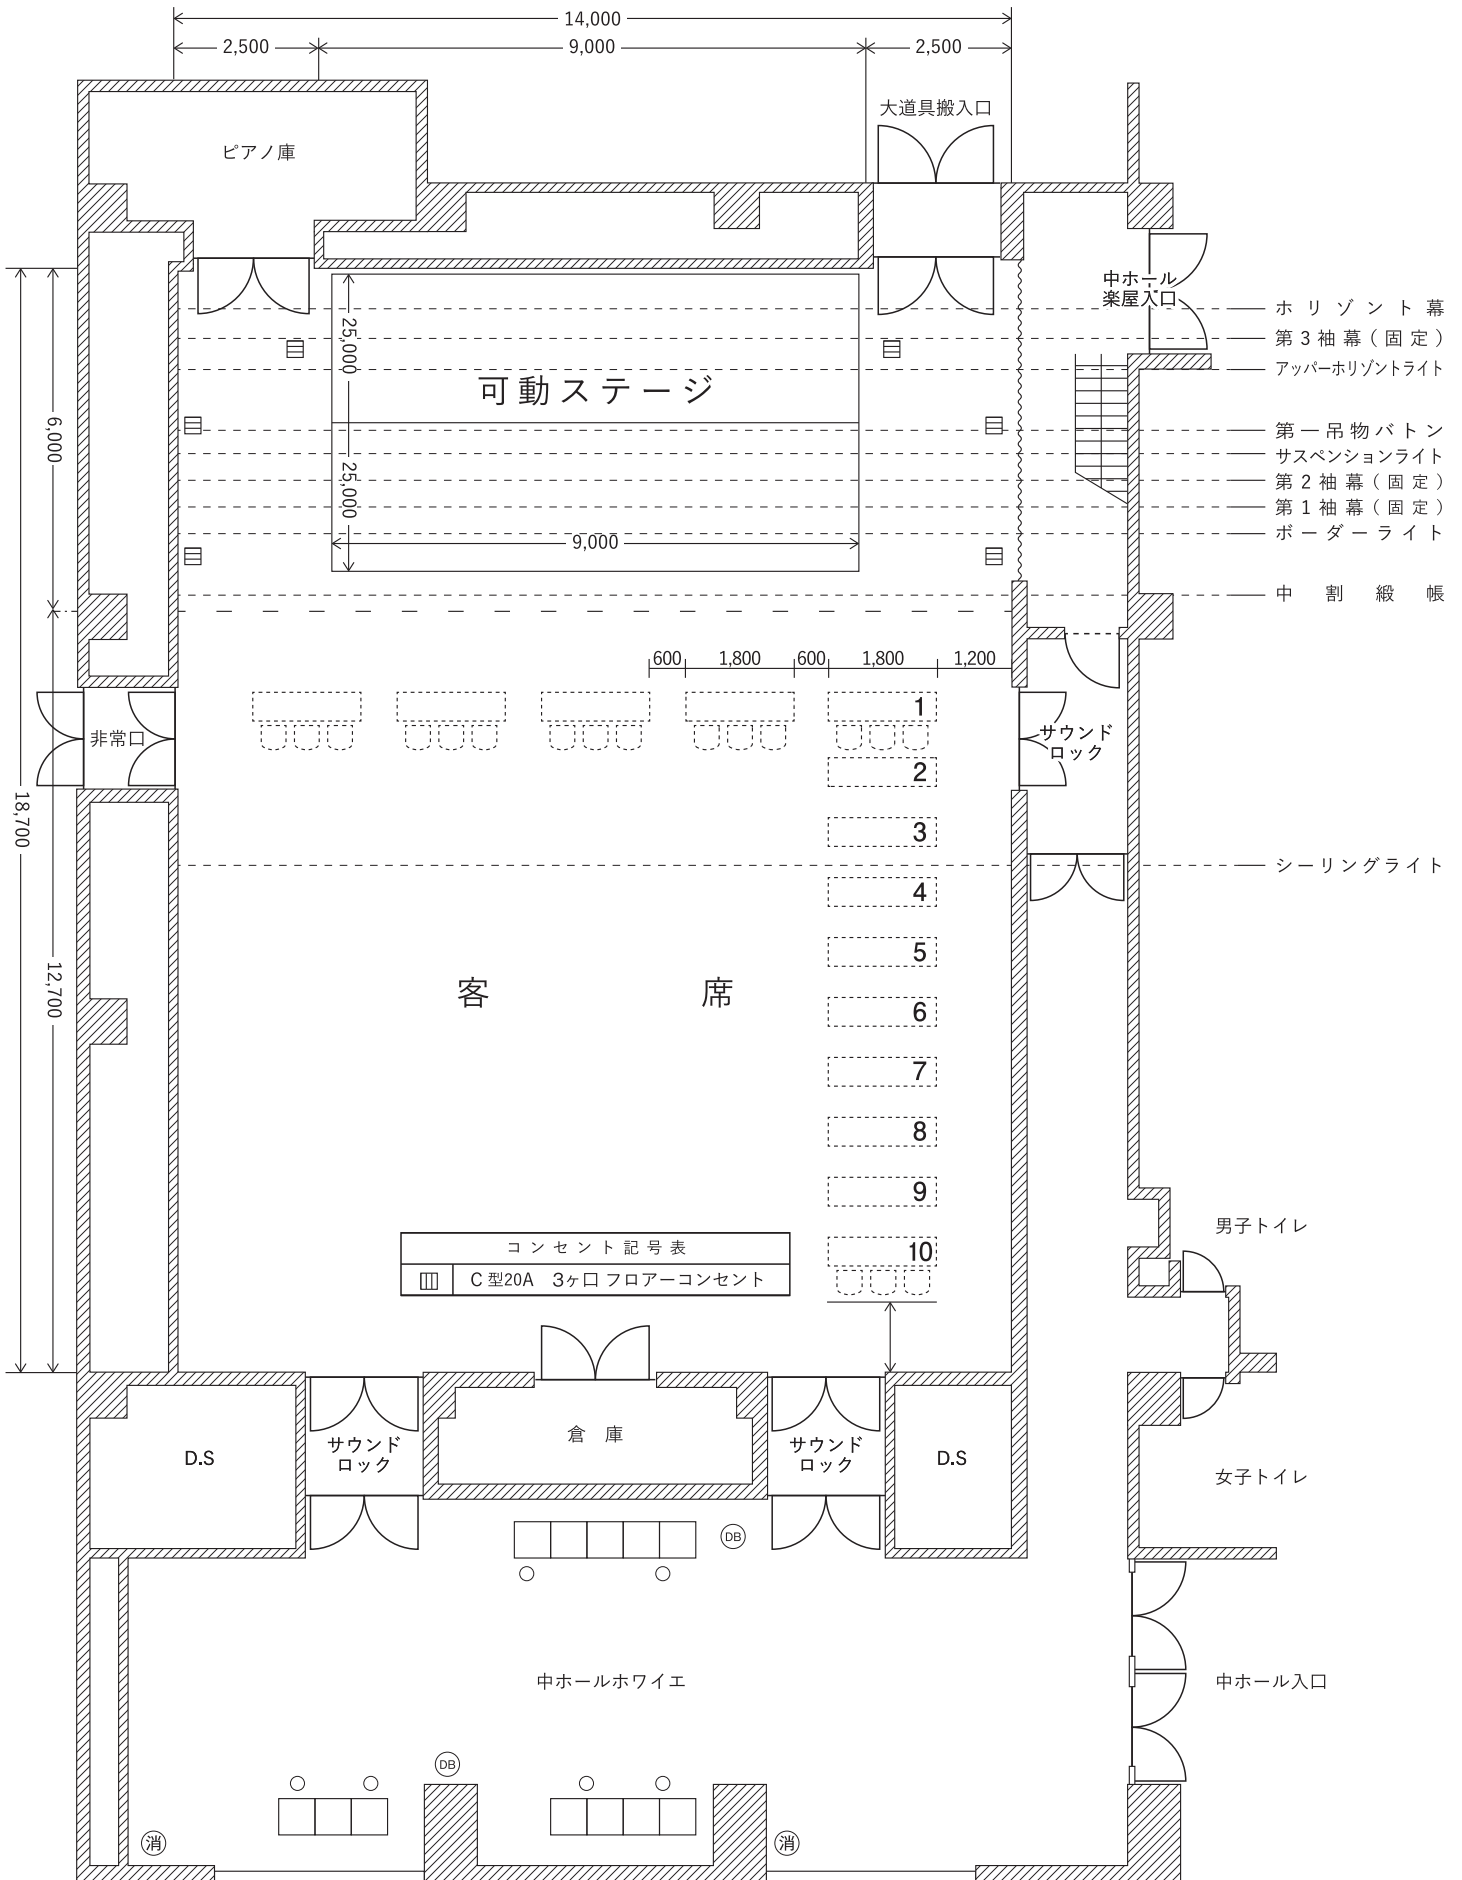 14,000
2,500
9,000
2,500
大道具搬入口
ピアノ庫
中ホール
楽屋入口
ホリゾント幕
第3袖幕(固定)
アッパーホリゾントライト
25,000
可動ステージ
6,000
第一吊物バトン
サスペンションライト
第2袖幕(固定)
25,000
第1袖幕(固定)
ボーダーライト
9,000
中割緞帳
600
1,800
600
1,800
1,200
1
非常口
サウンド
ロック
2
18,700
3
シーリングライト
4
5
12,700
客席
6
7
8
9
男子トイレ
コンセント記号表
10
C型20A 3ヶ口 フロアーコンセント
倉庫
サウンド
ロック
サウンド
ロック
D.S
D.S
女子トイレ
DB
中ホールホワイエ
中ホール入口
DB
消
消